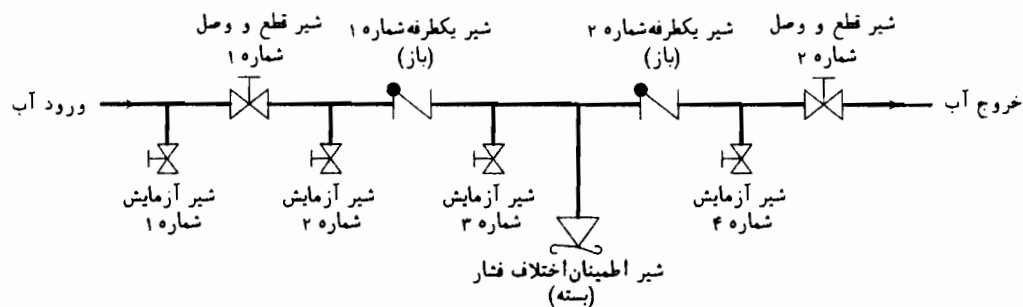 شیر قطع و وصل
شماره ۱
شیر یکطرفه شماره ۱
(باز)
شیر یکطرفه شماره ۲
(باز)
شیر قطع و وصل
شماره ۲
ورود آب
خروج آب
شیر آزمایش
شماره ۱
شیر آزمایش
شماره ۲
شیر آزمایش
شماره ۳
شیر آزمایش
شماره ۴
شیر اطمینان اختلاف فشار
(بسته)